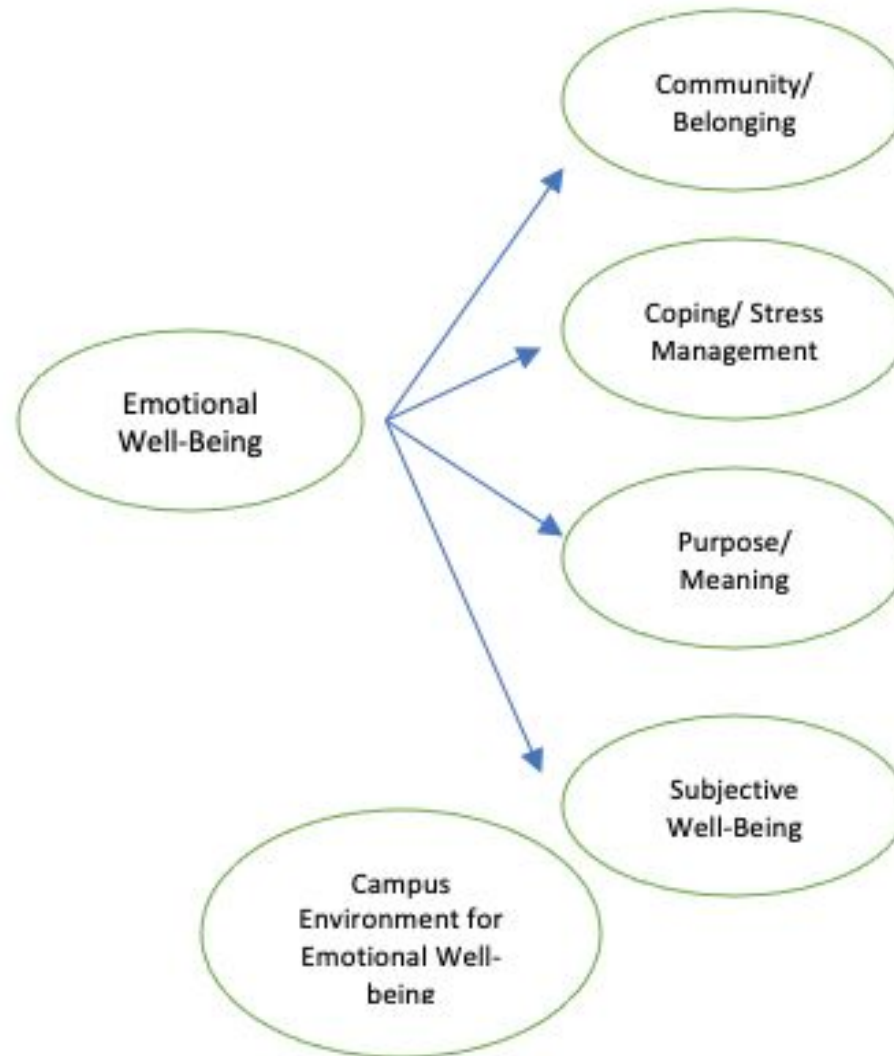 Community/
Belonging
Coping/ Stress
Management
Emotional
Well-Being
Purpose/
Meaning
Subjective
Well-Being
Campus
Environment for
Emotional Well-
being